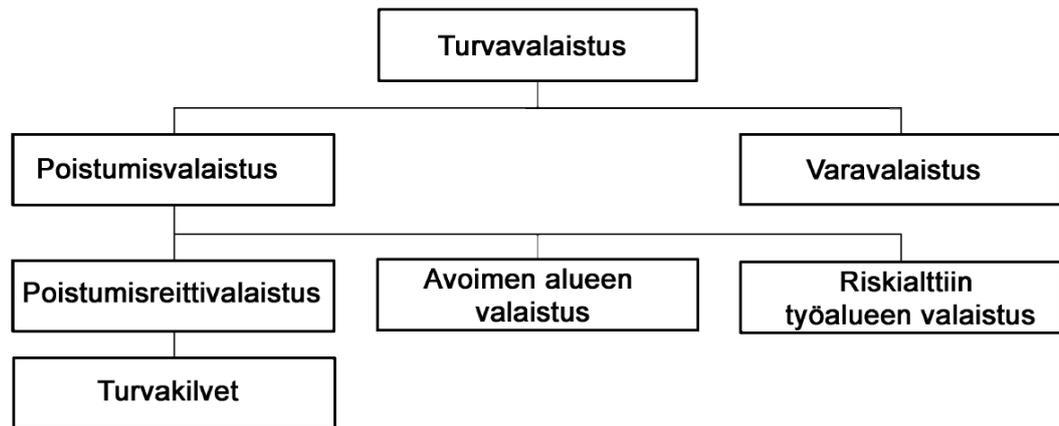 Turvavalaistus
Poistumisvalaistus
Varavalaistus
Poistumisreittivalaistus
Avoimen alueen
valaistus
Riskialttiin
työalueen valaistus
Turvakilvet